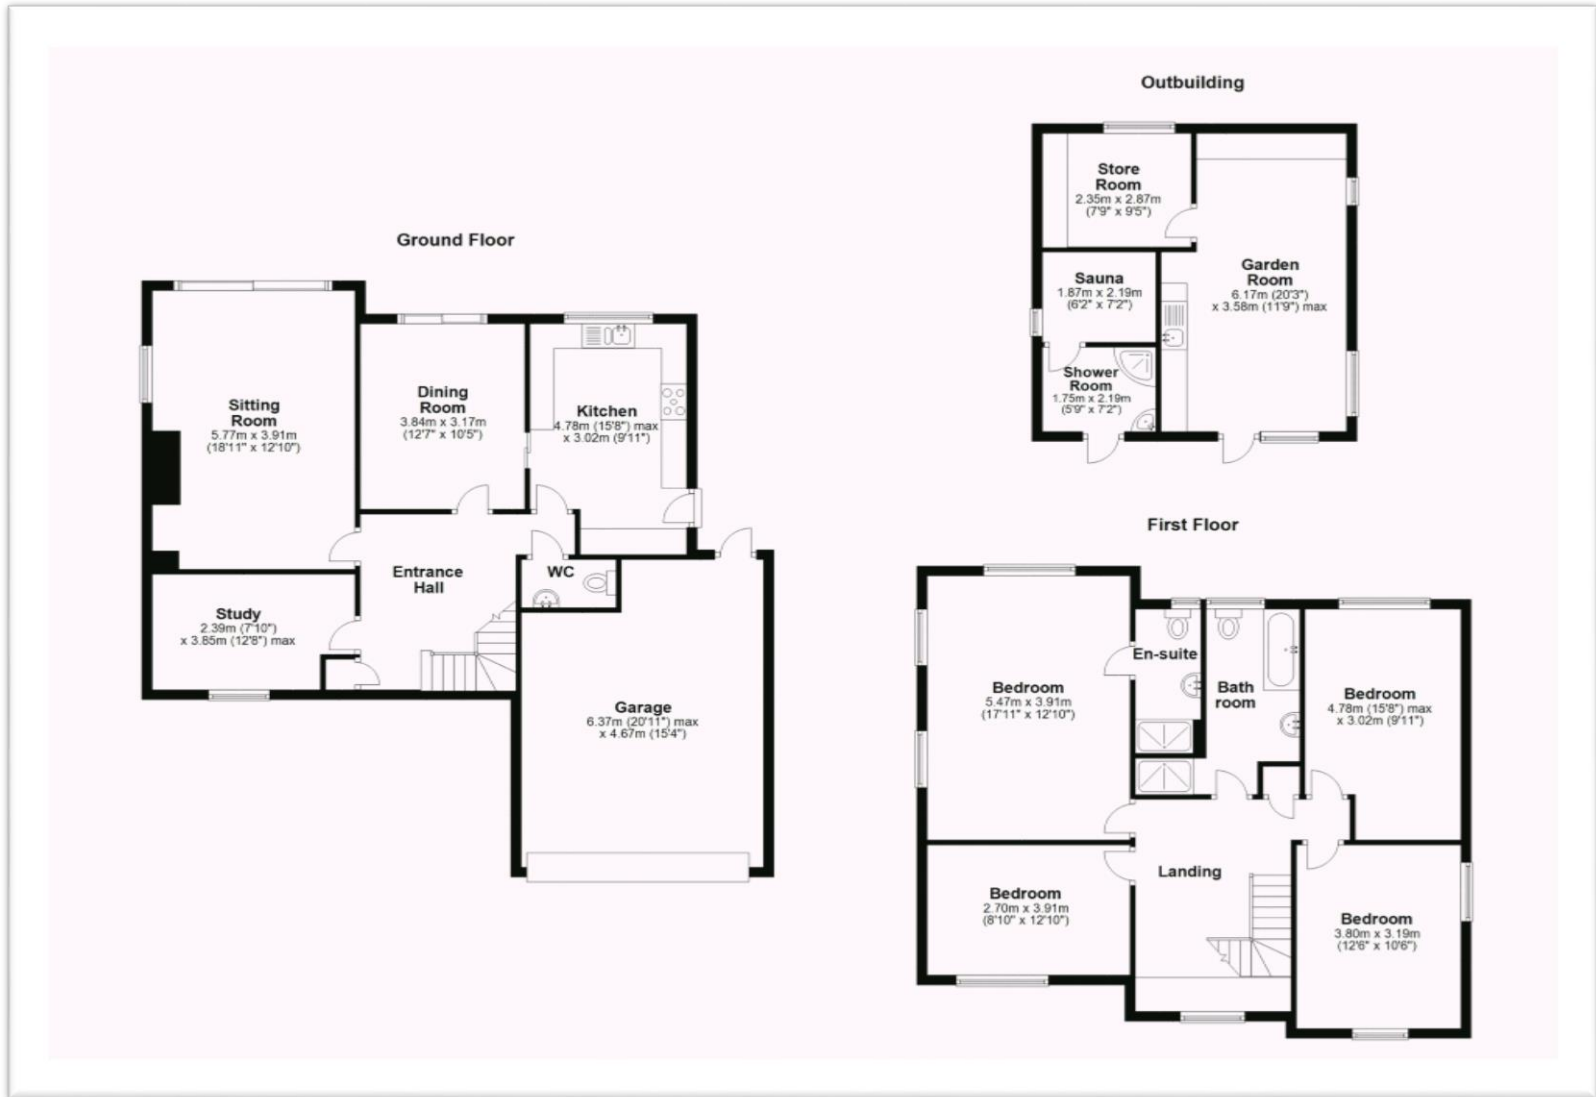 Outbuilding
Store
Room
2.35m x 2.87m
(7'9" x 9'5")
Sauna
1.87m x 2.19m
(6'2" x 7'2")
Garden
Room
6.17m (20'3")
x 3.58m (11'9") max
Shower
Room
1.75m x 2.19m
(5'9" x 7'2")
Ground Floor
Sitting
Room
5.77m x 3.91m
(18'11" x 12'10")
Dining
Room
3.84m x 3.17m
(12'7" x 10'5")
Kitchen
4.78m (15'8") max
x 3.02m (9'11")
Entrance
Hall
WC
Study
2.39m (7'10")
x 3.85m (12'8") max
Garage
6.37m (20'11") max
x 4.67m (15'4")
First Floor
Bedroom
5.47m x 3.91m
(17'11" x 12'10")
En-suite
Bath
room
Bedroom
4.78m (15'8") max
x 3.02m (9'11")
Landing
Bedroom
2.70m x 3.91m
(8'10" x 12'10")
Bedroom
3.80m x 3.19m
(12'6" x 10'6")